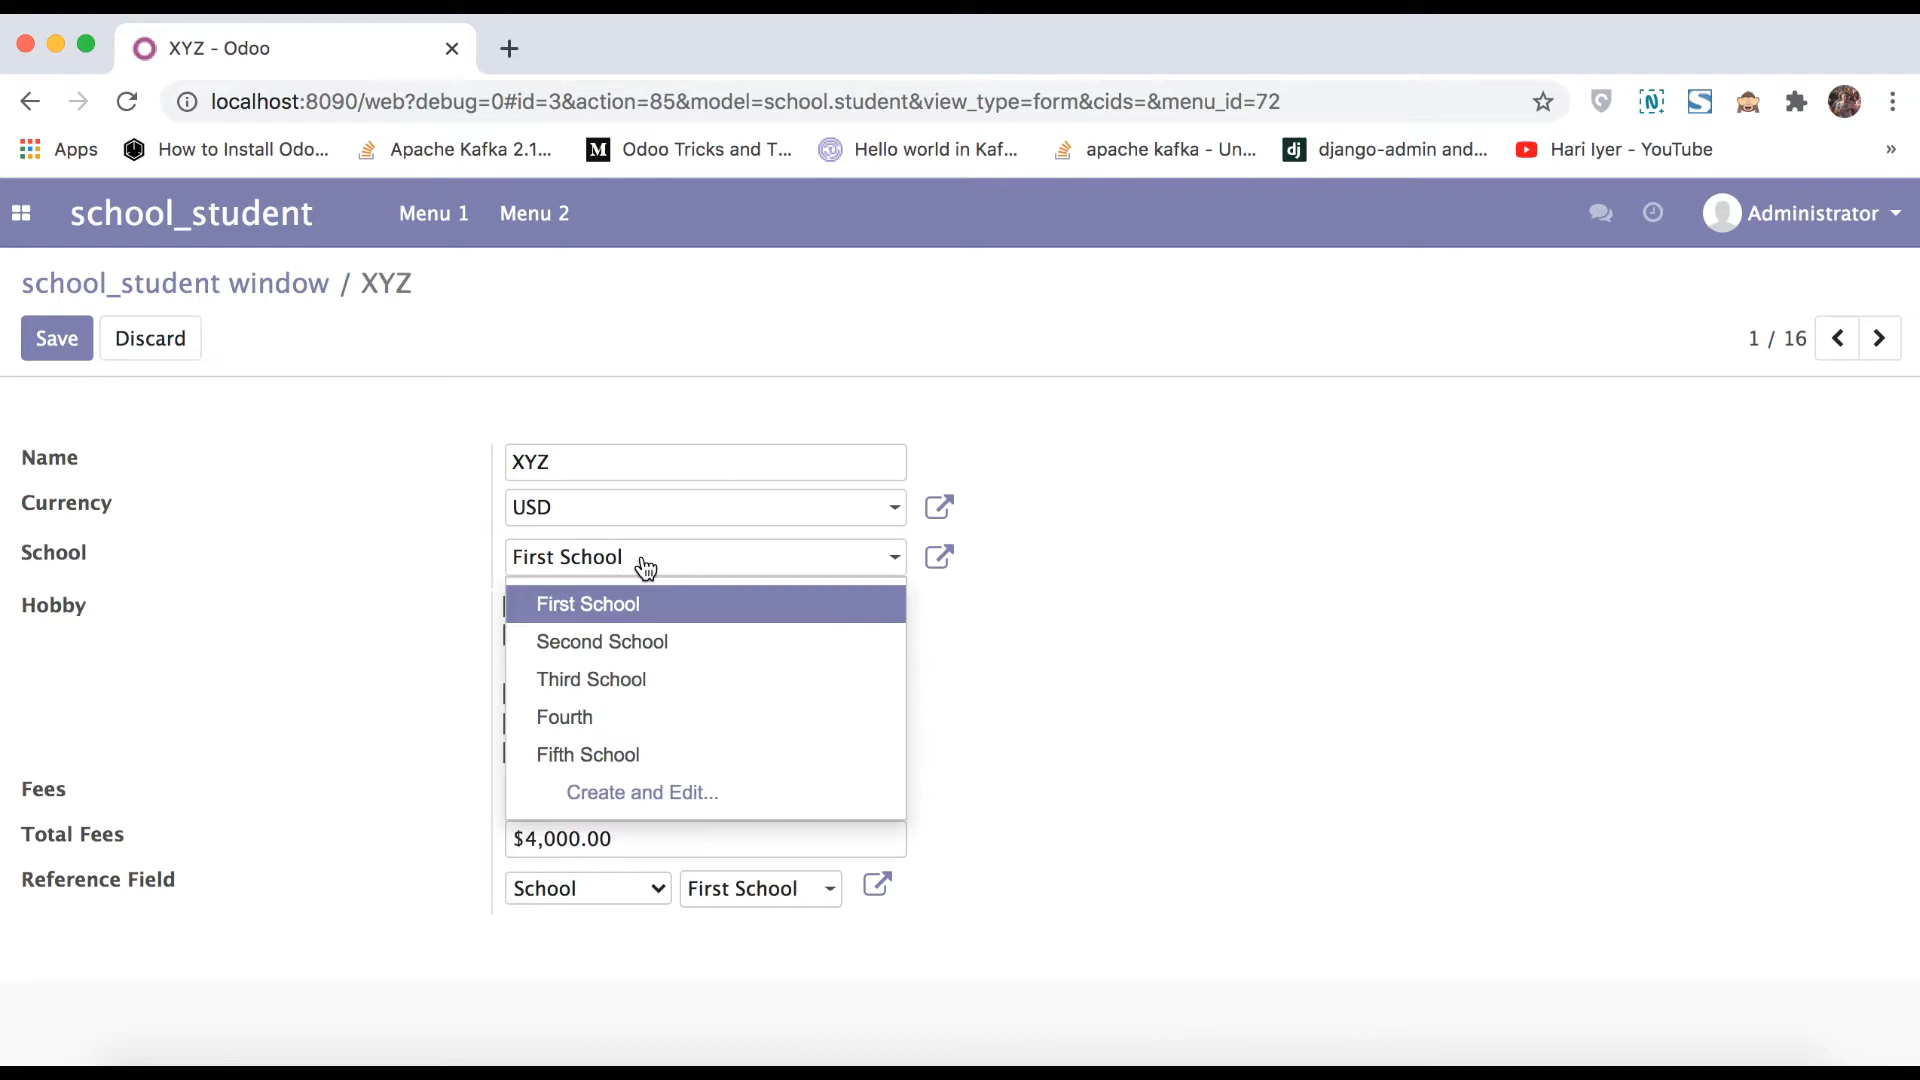 XYZ - Odoo
localhost:8090/web?debug=0#id=3&action=85&model=school.student&view_type=form&cids=&menu_id=72
Apps How to Install Odo... Apache Kafka 2.1... Odoo Tricks and T... Hello world in Kaf... apache kafka - Un... django-admin and... Hari Iyer - YouTube »
school_student Menu 1 Menu 2 Administrator
school_student window / XYZ
Save Discard 1 / 16
Name XYZ
Currency USD
School First School
First School
Hobby
Second School
Third School
Fourth
Fifth School
Create and Edit...
Fees
Total Fees $4,000.00
Reference Field School First School